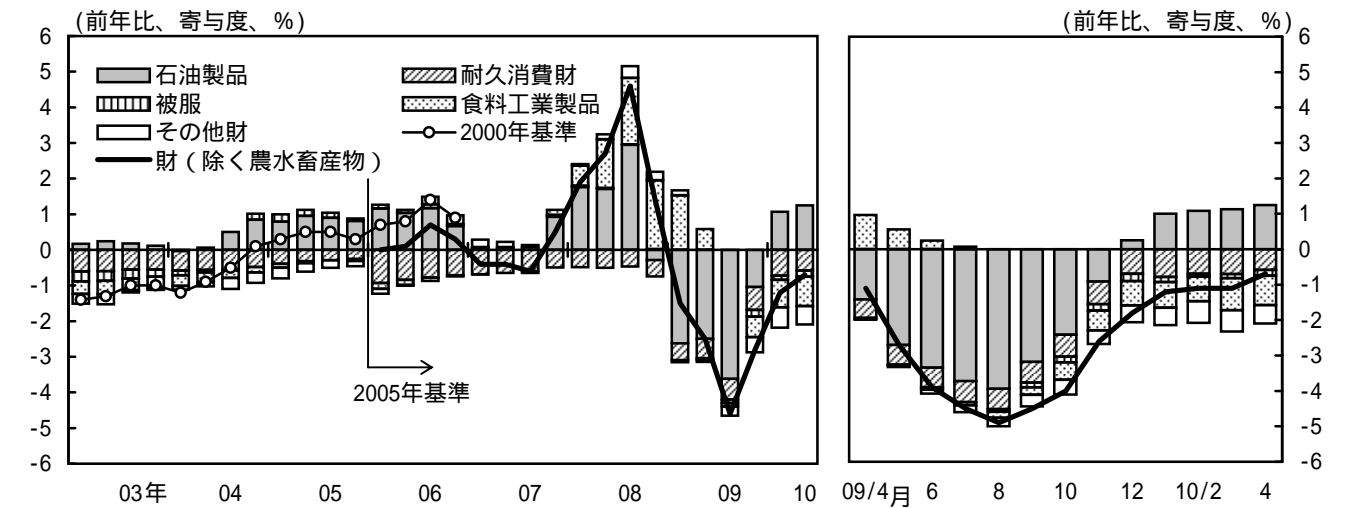 (前年比、寄与度、%)
(前年比、寄与度、%)
6
5
4
3
2
1
0
-1
-2
-3
-4
-5
-6
石油製品
耐久消費財
被服
食料工業製品
その他財
2000年基準
財（除く農水畜産物）
2005年基準
03年 04 05 06 07 08 09 10
6
5
4
3
2
1
0
-1
-2
-3
-4
-5
-6
09/4月 6 8 10 12 10/2 4